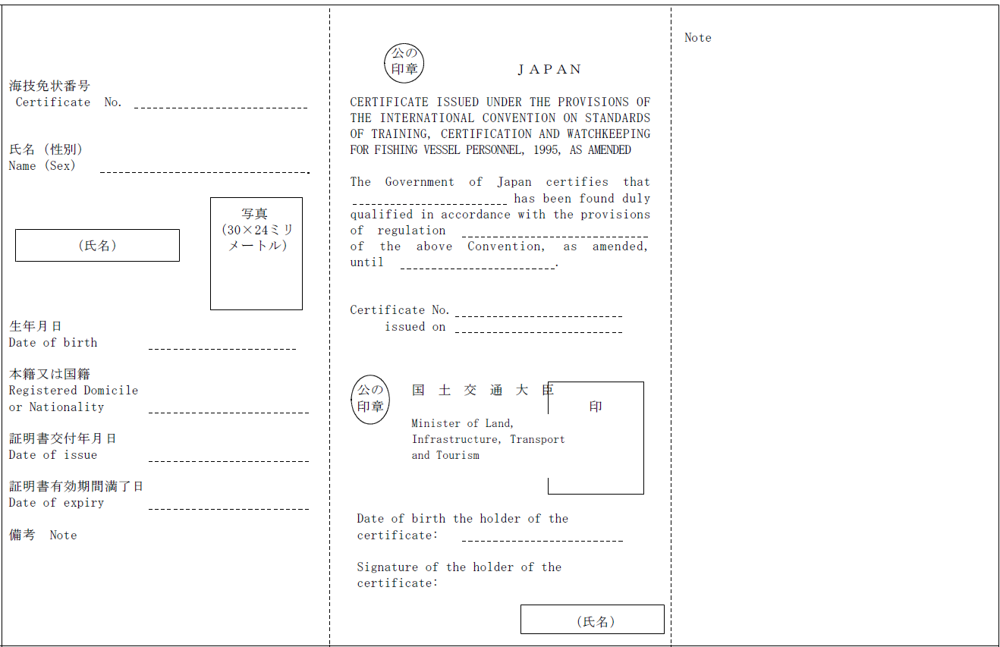 海技免状番号
Certificate No.
氏名（性別）
Name (Sex)
写真
（30×24ミリ
メートル）
（氏名）
生年月日
Date of birth
本籍又は国籍
Registered Domicile
or Nationality
証明書交付年月日
Date of issue
証明書有効期間満了日
Date of expiry
備考 Note
公の
印章
ＪＡＰＡＮ
CERTIFICATE ISSUED UNDER THE PROVISIONS OF
THE INTERNATIONAL CONVENTION ON STANDARDS
OF TRAINING, CERTIFICATION AND WATCHKEEPING
FOR FISHING VESSEL PERSONNEL, 1995, AS AMENDED
The Government of Japan certifies that
has been found duly
qualified in accordance with the provisions
of regulation
of the above Convention, as amended,
until .
Certificate No.
issued on
公の
印章
国土交通大臣
印
Minister of Land,
Infrastructure, Transport
and Tourism
Date of birth the holder of the
certificate:
Signature of the holder of the
certificate:
（氏名）
Note